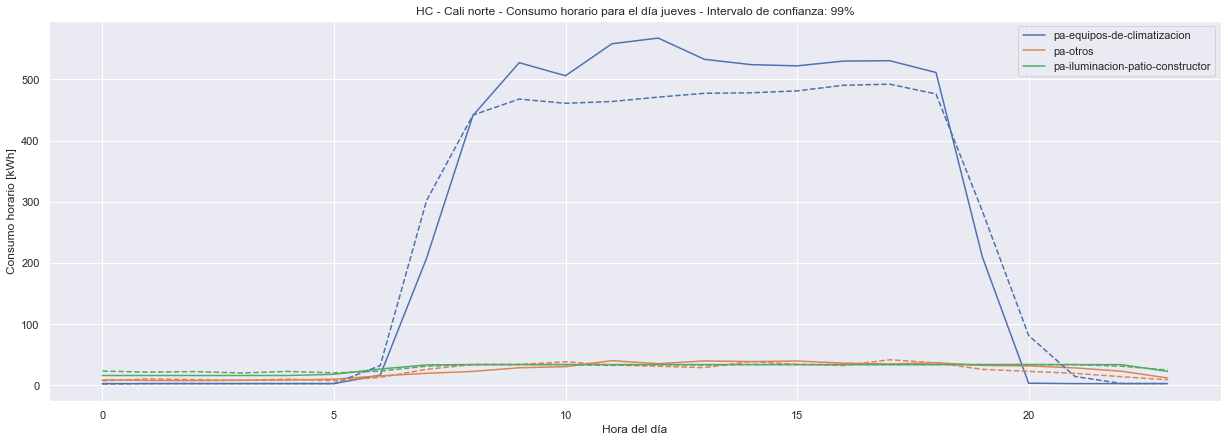 HC - Cali norte - Consumo horario para el día jueves - Intervalo de confianza: 99%
pa-equipos-de-climatizacion
pa-otros
pa-iluminacion-patio-constructor
Consumo horario [kWh]
500
400
300
200
100
0
0 5 10 15 20
Hora del día